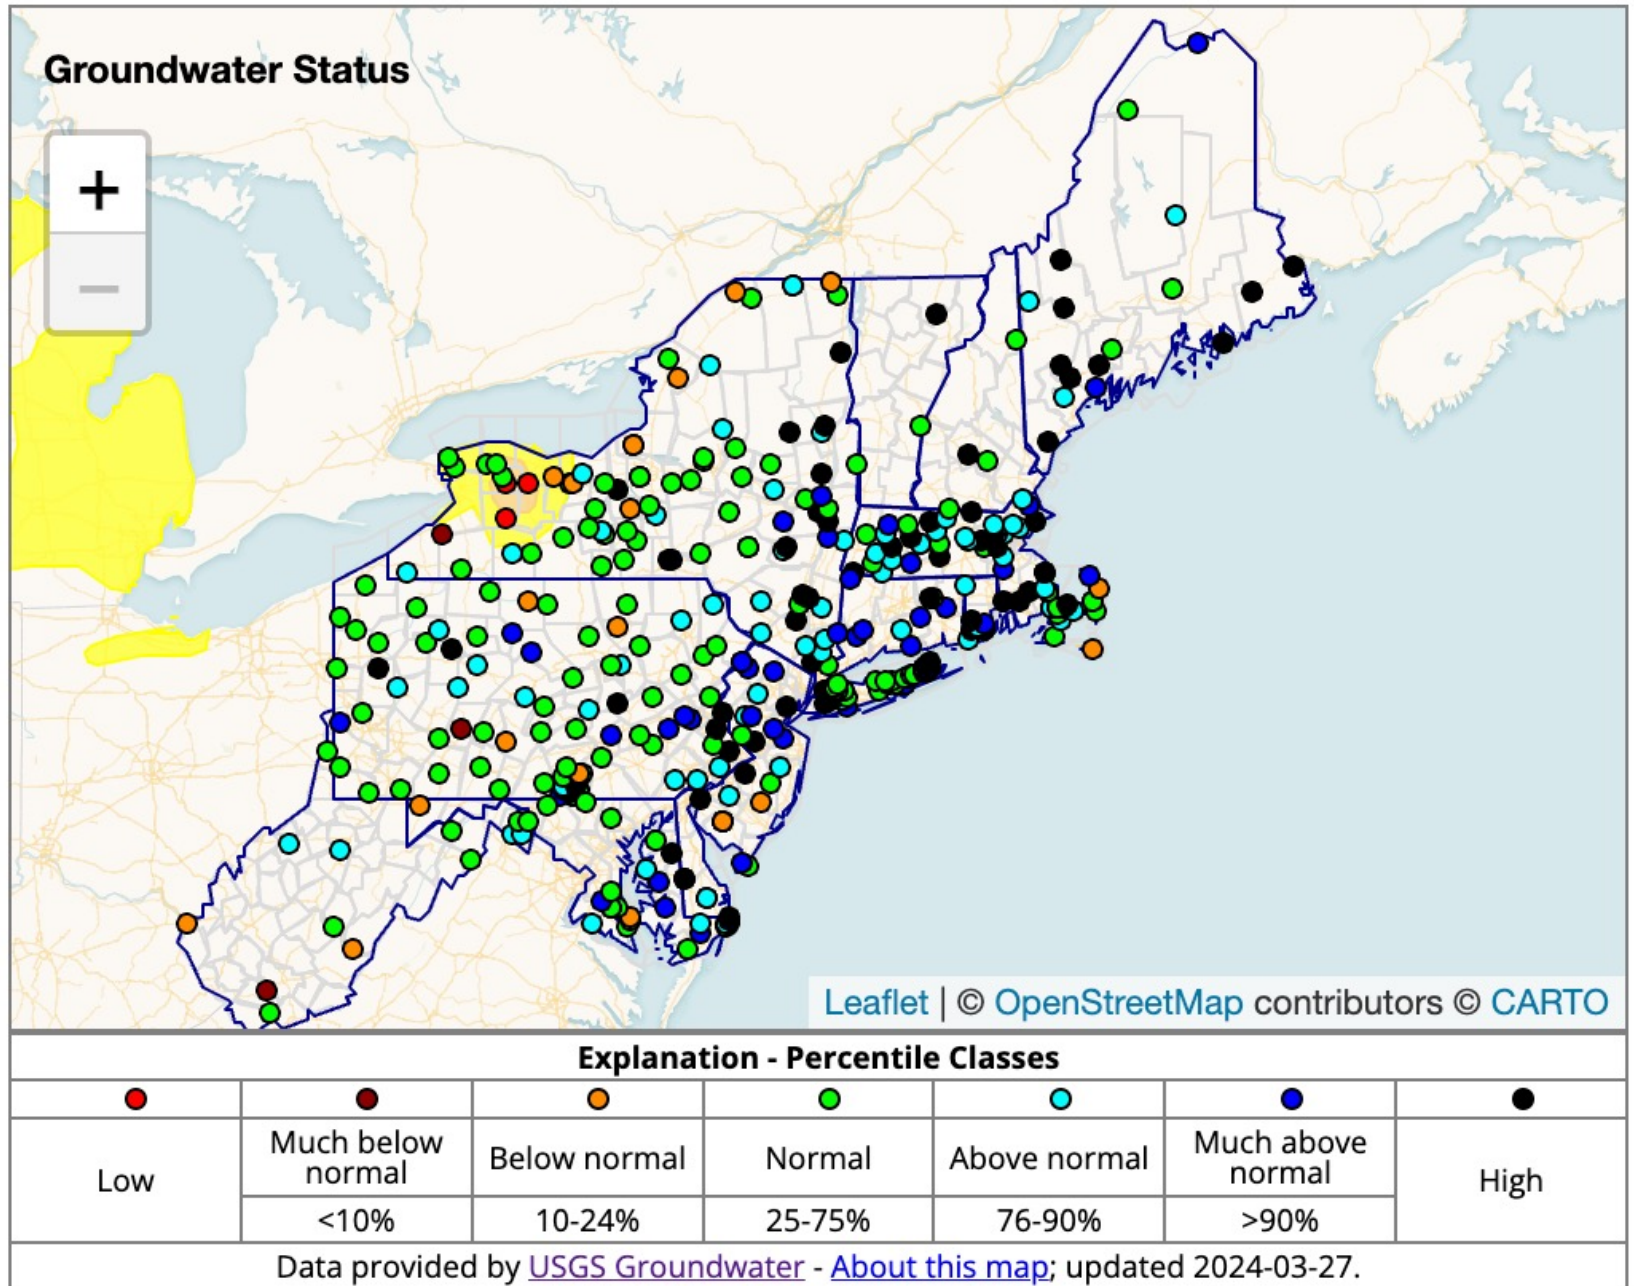 Groundwater Status
+
−
Leaflet | © OpenStreetMap contributors © CARTO
Explanation - Percentile Classes
Low
Much below normal
<10%
Below normal
10-24%
Normal
25-75%
Above normal
76-90%
Much above normal
>90%
High
Data provided by USGS Groundwater - About this map; updated 2024-03-27.